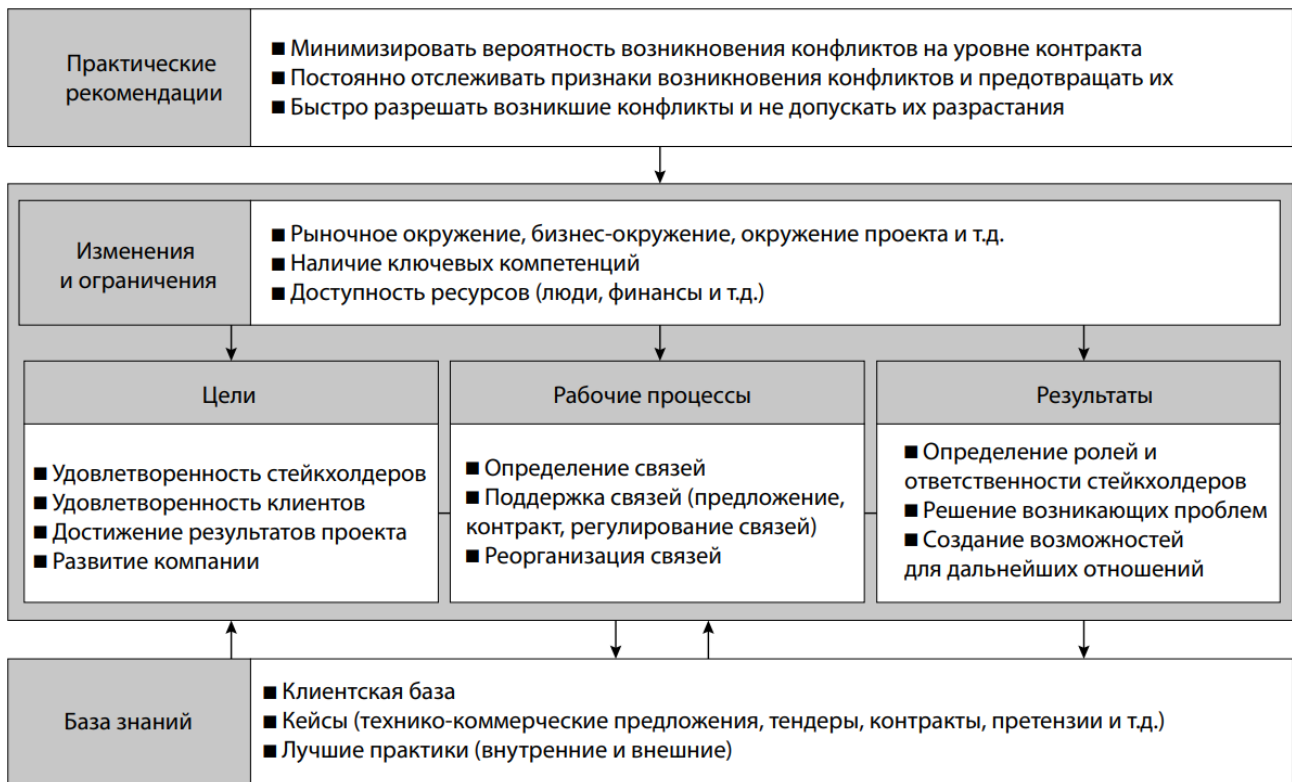 Практические
рекомендации
■ Минимизировать вероятность возникновения конфликтов на уровне контракта
■ Постоянно отслеживать признаки возникновения конфликтов и предотвращать их
■ Быстро разрешать возникшие конфликты и не допускать их разрастания
Изменения
и ограничения
■ Рыночное окружение, бизнес-окружение, окружение проекта и т.д.
■ Наличие ключевых компетенций
■ Доступность ресурсов (люди, финансы и т.д.)
Цели
■ Удовлетворенность стейкхолдеров
■ Удовлетворенность клиентов
■ Достижение результатов проекта
■ Развитие компании
Рабочие процессы
■ Определение связей
■ Поддержка связей (предложение,
контракт, регулирование связей)
■ Реорганизация связей
Результаты
■ Определение ролей и
ответственности стейкхолдеров
■ Решение возникающих проблем
■ Создание возможностей
для дальнейших отношений
База знаний
■ Клиентская база
■ Кейсы (технико-коммерческие предложения, тендеры, контракты, претензии и т.д.)
■ Лучшие практики (внутренние и внешние)